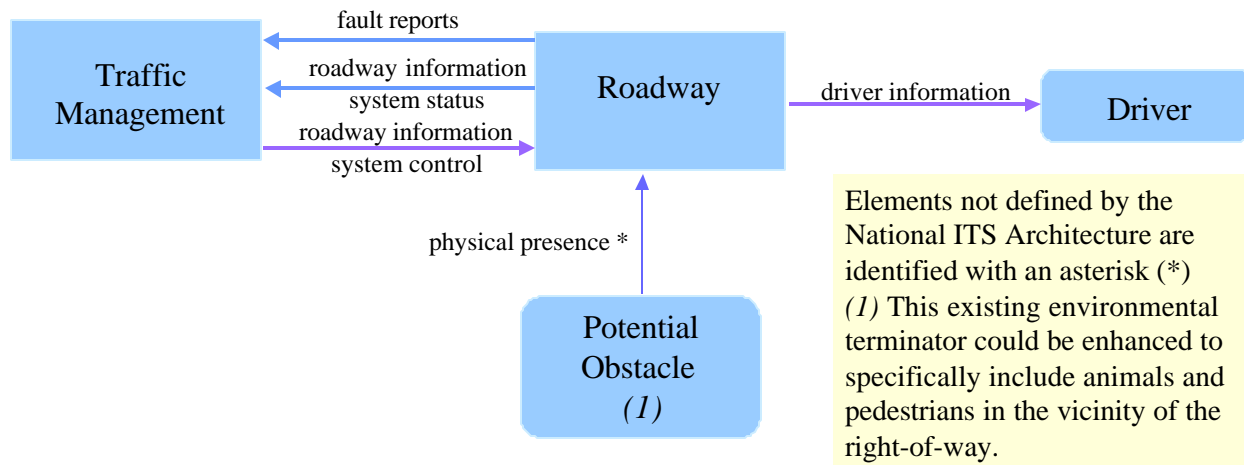 fault reports
Traffic
Management
roadway information
system status
roadway information
system control
Roadway
driver information
Driver
physical presence *
Potential
Obstacle
(1)
Elements not defined by the
National ITS Architecture are
identified with an asterisk (*)
(1) This existing environmental
terminator could be enhanced to
specifically include animals and
pedestrians in the vicinity of the
right-of-way.